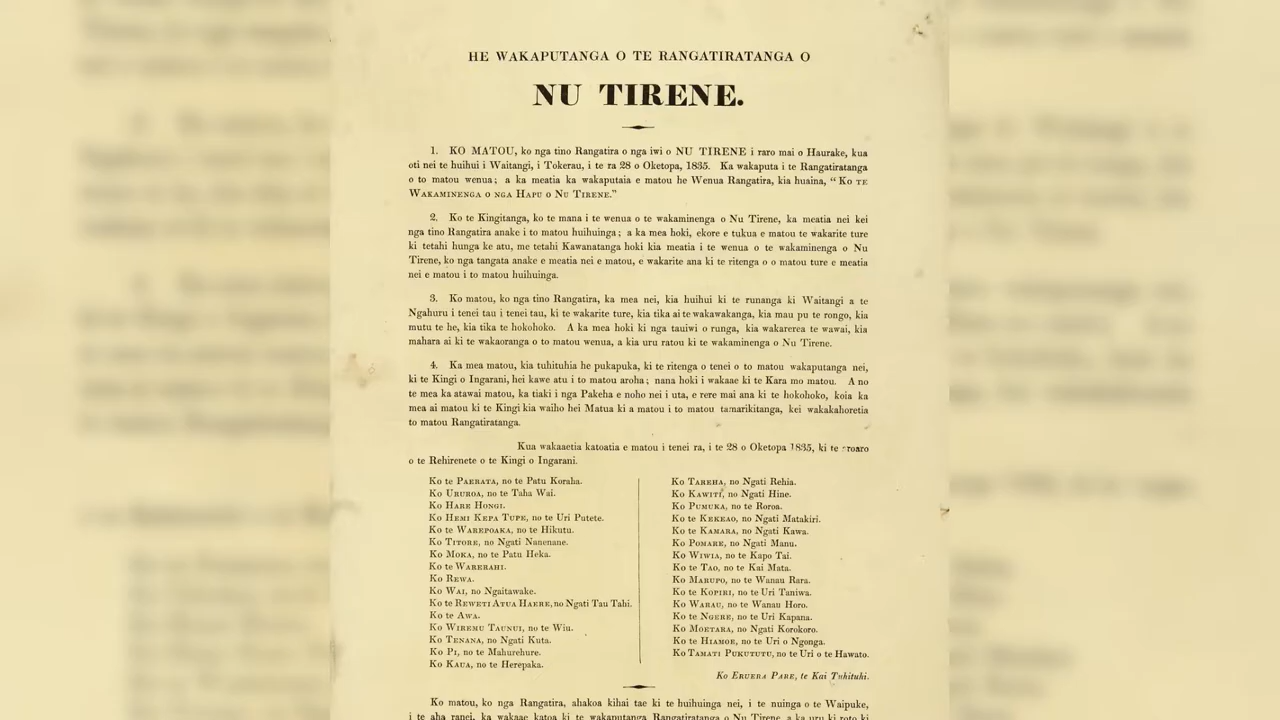 HE WAKAPUTANGA O TE RANGATIRATANGA O
NU TIRENE.
1. KO MATOU, ko nga tino Rangatira o nga iwi o NU TIRENE i raro mai o Haurake, kua
oti nei te huihui i Waitangi, i Tokerau, i te ra 28 o Oketopa, 1835. Ka wakaputa i te Rangatiratanga
o to matou wenua; a ka meatia ka wakaputaia e matou he Wenua Rangatira, kia huaina, “Ko te
Wakaminenga o nga Hapu o Nu Tirene.”
2. Ko te Kingitanga, ko te mana i te wenua o te wakaminenga o Nu Tirene, ka meatia nei kei
nga tino Rangatira anake i to matou huihuinga; a ka mea hoki, ekore e tukua e matou te wakarite ture
ki tetahi hunga ke atu, me tetahi Kawanatanga hoki kia meatia i te wenua o te wakaminenga o Nu
Tirene, ko nga tangata anake e meatia nei e matou, e wakarite ana ki te ritenga o o matou ture e meatia
nei e matou i to matou huihuinga.
3. Ko matou, ko nga tino Rangatira, ka mea nei, kia huihui ki te runanga ki Waitangi a te
Ngahuru i tenei tau i tenei tau, ki te wakarite ture, kia tika ai te wakawakanga, kia mau pu te rongo, kia
mutu te he, kia tika te hokohoko. A ka mea hoki ki nga tauiwi o runga, kia wakarerea te wawai, kia
mahara ai ki te wakaoranga o to matou wenua, a kia uru ratou ki te wakaminenga o Nu Tirene.
4. Ka mea matou, kia tuhituhia he pukapuka, ki te ritenga o tenei o to matou wakaputanga nei,
ki te Kingi o Ingarani, hei kawe atu i to matou aroha; nana hoki i wakaae ki te Kara mo matou. A no
te mea ka atawai matou, ka tiaki i nga Pakeha e noho nei i uta, e rere mai ana ki te hokohoko, koia ka
mea ai matou ki te Kingi kia waiho hei Matua ki a matou i to matou tamarikitanga, kei wakakahoretia
to matou Rangatiratanga.
Kua wakaaetia katoatia e matou i tenei ra, i te 28 o Oketopa 1835, ki te aroaro
o te Rehirenete o te Kingi o Ingarani.
Ko te Paerata, no te Patu Koraha.
Ko Ururoa, no te Taha Wai.
Ko Hare Hongi.
Ko Hemi Kepa Tupe, no te Uri Putete.
Ko te Warepoaka, no te Hikutu.
Ko Titore, no Ngati Nanenane.
Ko Moka, no te Patu Heka.
Ko te Warerahi.
Ko Rewa.
Ko Wai, no Ngaitawake.
Ko te Reweti Atua Haere, no Ngati Tau Tahi.
Ko te Awa.
Ko Wiremu Taunui, no te Wiu.
Ko Tenana, no Ngati Kuta.
Ko Pi, no te Mahurehure.
Ko Kaua, no te Herepaka.
Ko Tareha, no Ngati Rehia.
Ko Kawiti, no Ngati Hine.
Ko Pumuka, no te Roroa.
Ko te Kekeao, no Ngati Matakiri.
Ko te Kamara, no Ngati Kawa.
Ko Pomare, no Ngati Manu.
Ko Wiwia, no te Kapo Tai.
Ko te Tao, no te Kai Mata.
Ko Marupo, no te Wanau Rara.
Ko te Kopiri, no te Uri Taniwa.
Ko Warau, no te Wanau Horo.
Ko te Ngere, no te Uri Kapana.
Ko Moetara, no Ngati Korokoro.
Ko te Hiamoe, no te Uri o Ngonga.
Ko Tamati Pukututu, no te Uri o te Hawato.
Ko Eruera Pare, te Kai Tuhituhi.
Ko matou, ko nga Rangatira, ahakoa kihai tae ki te huihuinga nei, i te nuinga o te Waipuke,
i te aha ranei, ka wakaae katoa ki te wakaputanga Rangatiratanga o Nu Tirene, a ka uru ki roto ki